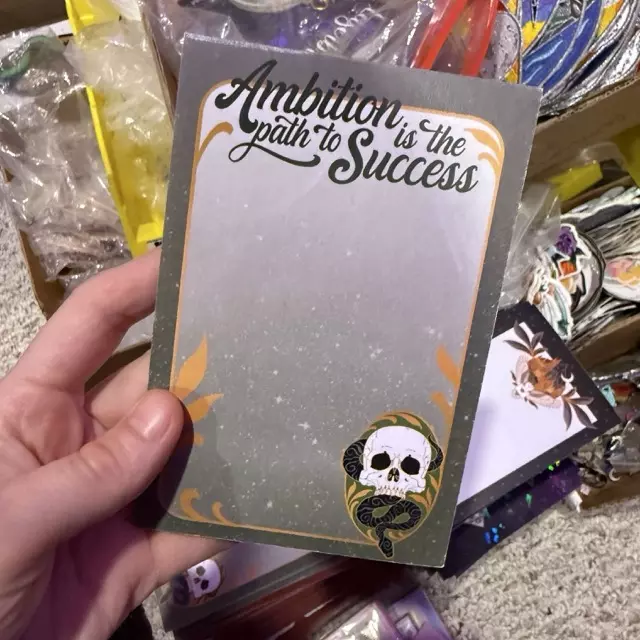 Ambition
is the
path to
Success